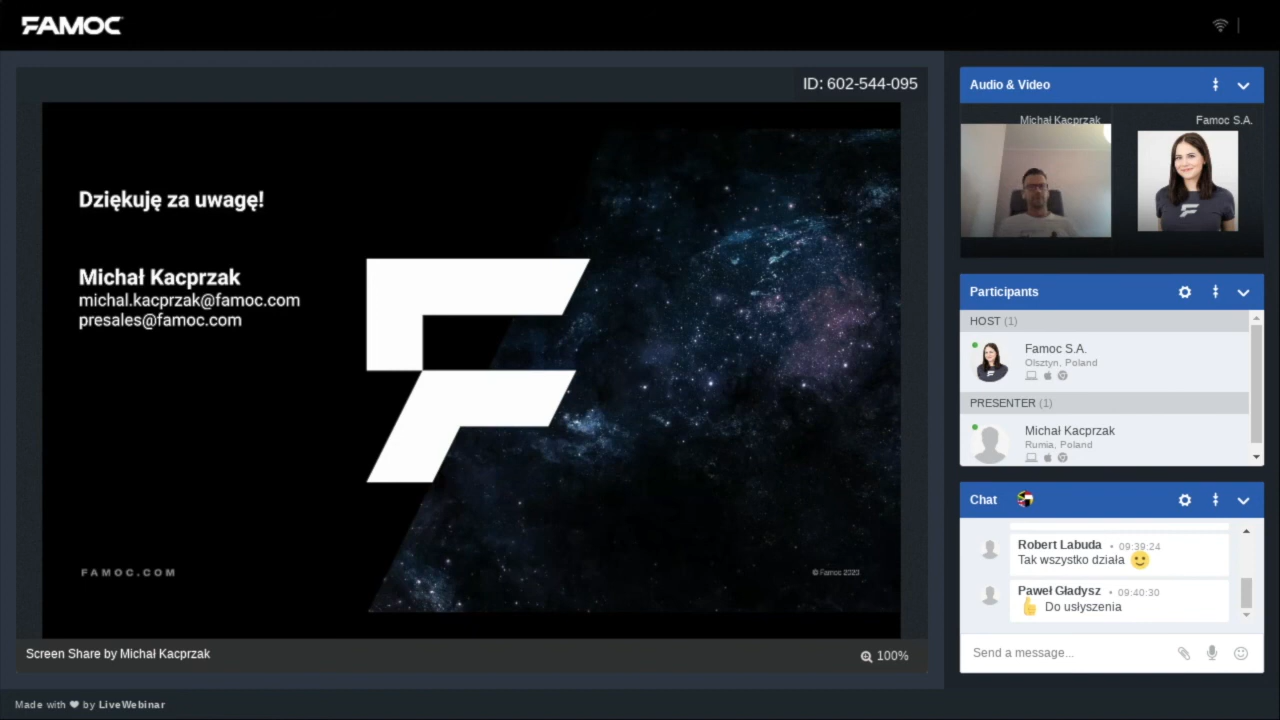 FAMOC
ID: 602-544-095
Dziękuję za uwagę!
Michał Kacprzak
michal.kacprzak@famoc.com
presales@famoc.com
FAMOC.COM
© Famoc 2023
Screen Share by Michał Kacprzak
100%
Audio & Video
Michał Kacprzak
Famoc S.A.
Participants
HOST (1)
Famoc S.A.
Olsztyn, Poland
PRESENTER (1)
Michał Kacprzak
Rumia, Poland
Chat
Robert Labuda • 09:39:24
Tak wszystko działa 🙂
Paweł Gładysz • 09:40:30
👍 Do usłyszenia
Send a message...
Made with ❤ by LiveWebinar